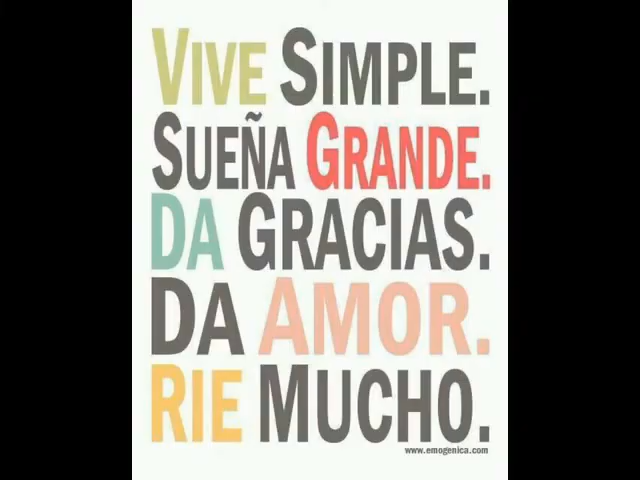 VIVE SIMPLE.
SUEÑA GRANDE.
DA GRACIAS.
DA AMOR.
RIE MUCHO.
www.emogenica.com